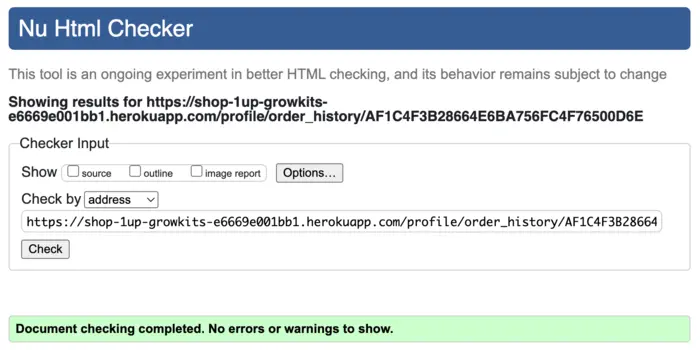 Nu Html Checker
This tool is an ongoing experiment in better HTML checking, and its behavior remains subject to change
Showing results for https://shop-1up-growkits-
e6669e001bb1.herokuapp.com/profile/order_history/AF1C4F3B28664E6BA756FC4F76500D6E
Checker Input
Show source outline image report Options...
Check by address
https://shop-1up-growkits-e6669e001bb1.herokuapp.com/profile/order_history/AF1C4F3B28664
Check
Document checking completed. No errors or warnings to show.